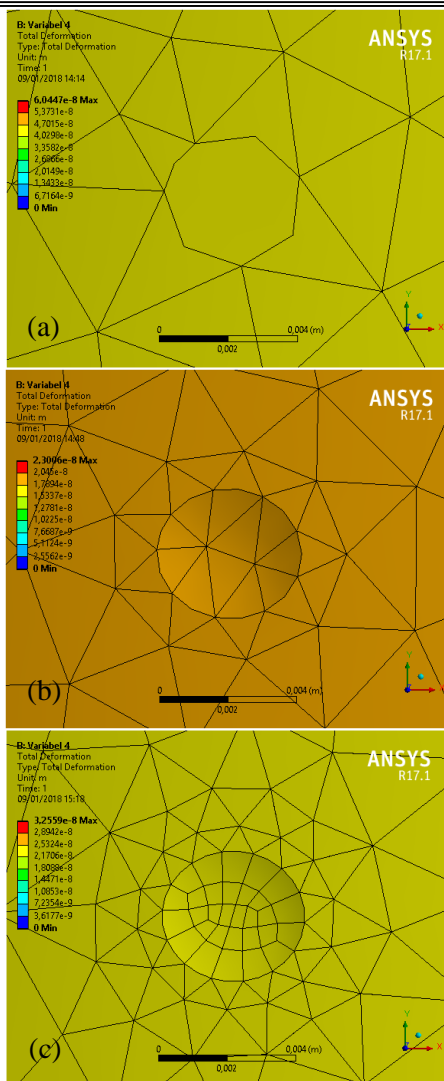 B: Variabel 4
Total Deformation
Type: Total Deformation
Unit: m
Time: 1
09/01/2018 14:14
ANSYS
R17.1
6,0447e-8 Max
5,3731e-8
4,7015e-8
4,0298e-8
3,3582e-8
2,6866e-8
2,0149e-8
1,3433e-8
6,7164e-9
0 Min
(a)
0
0,004 (m)
0,002
Y
X
B: Variabel 4
Total Deformation
Type: Total Deformation
Unit: m
Time: 1
09/01/2018 14:48
ANSYS
R17.1
2,3006e-8 Max
2,045e-8
1,7894e-8
1,5337e-8
1,2781e-8
1,0225e-8
7,6687e-9
5,1124e-9
2,5562e-9
0 Min
(b)
0
0,004 (m)
0,002
Y
X
B: Variabel 4
Total Deformation
Type: Total Deformation
Unit: m
Time: 1
09/01/2018 15:18
ANSYS
R17.1
3,2559e-8 Max
2,8942e-8
2,5324e-8
2,1706e-8
1,8088e-8
1,4471e-8
1,0853e-8
7,2354e-9
3,6177e-9
0 Min
(c)
0
0,004 (m)
0,002
Y
X